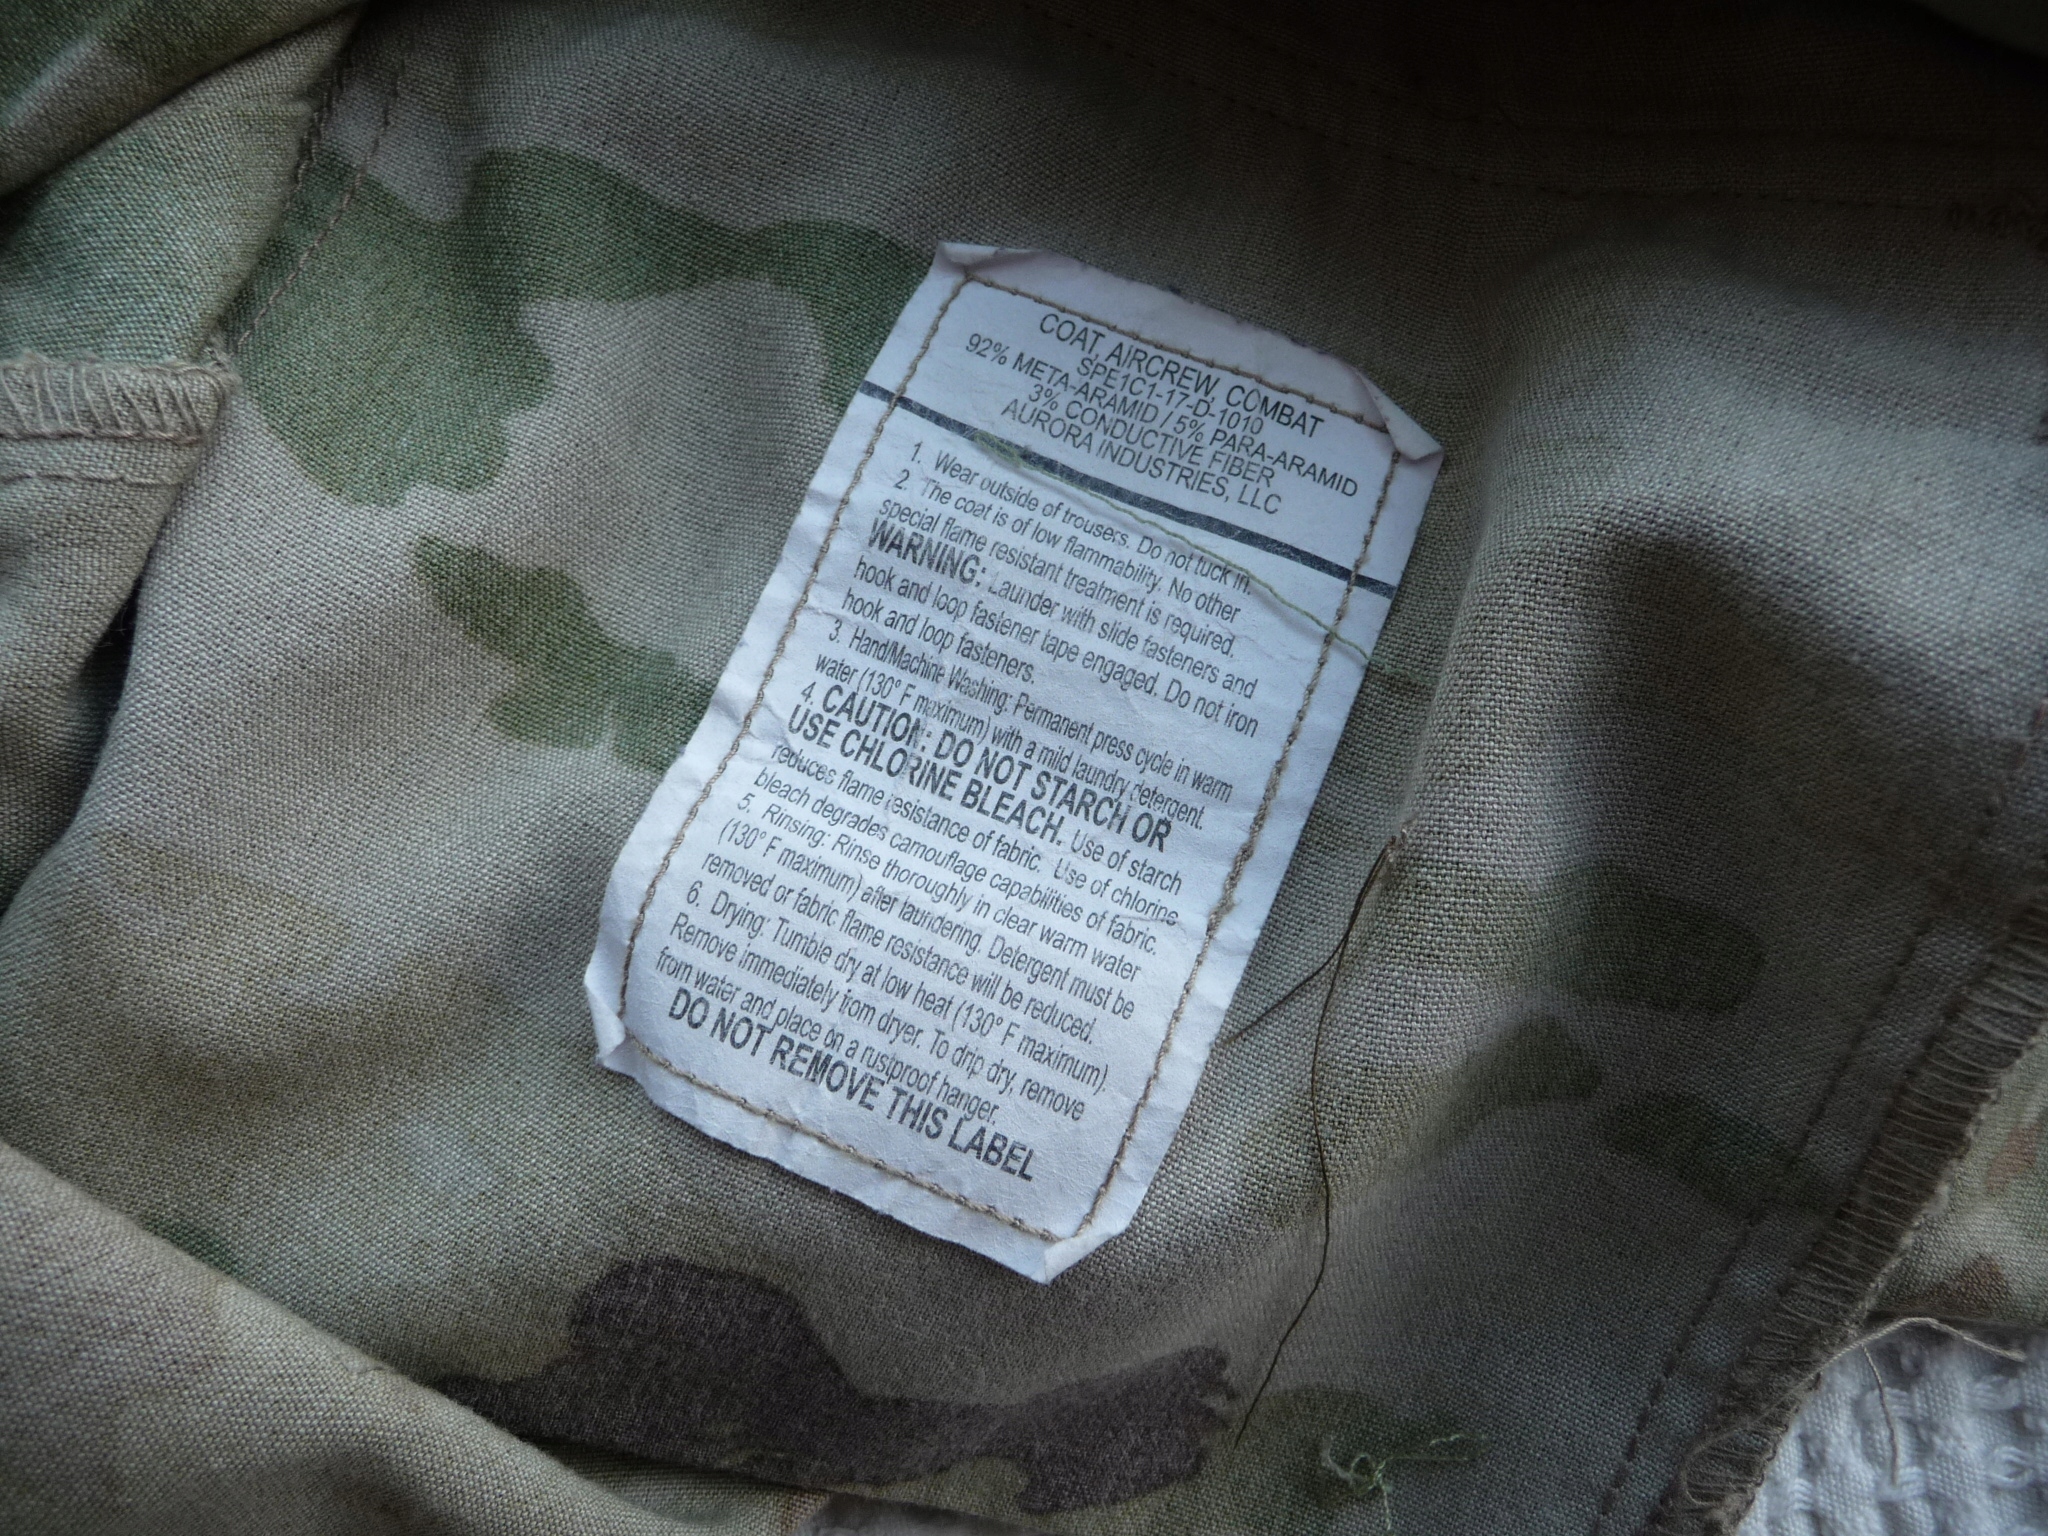 COAT, AIRCREW, COMBAT
SPE1C1-17-D-1010
92% META-ARAMID / 5% PARA-ARAMID
3% CONDUCTIVE FIBER
AURORA INDUSTRIES, LLC
1. Wear outside of trousers. Do not tuck in.
2. The coat is of low flammability. No other
special flame resistant treatment is required.
WARNING: Launder with slide fasteners and
hook and loop fastener tape engaged. Do not iron
hook and loop fasteners.
3. Hand/Machine Washing: Permanent press cycle in warm
water (130° F maximum) with a mild laundry detergent.
4. CAUTION: DO NOT STARCH OR
USE CHLORINE BLEACH. Use of starch
reduces flame resistance of fabric. Use of chlorine
bleach degrades camouflage capabilities of fabric.
5. Rinsing: Rinse thoroughly in clear warm water
(130° F maximum) after laundering. Detergent must be
removed or fabric flame resistance will be reduced.
6. Drying: Tumble dry at low heat (130° F maximum).
Remove immediately from dryer. To drip dry, remove
from water and place on a rustproof hanger.
DO NOT REMOVE THIS LABEL